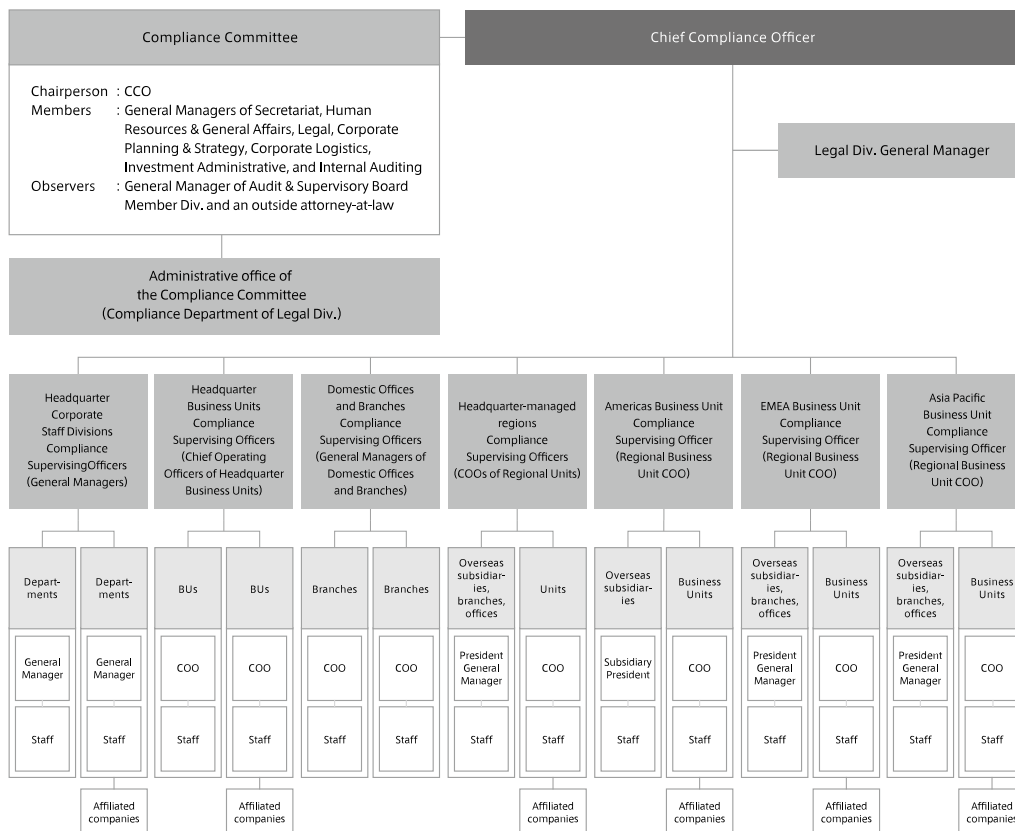 Compliance Committee
Chief Compliance Officer
Chairperson : CCO
Members : General Managers of Secretariat, Human
Resources & General Affairs, Legal, Corporate
Planning & Strategy, Corporate Logistics,
Investment Administrative, and Internal Auditing
Observers : General Manager of Audit & Supervisory Board
Member Div. and an outside attorney-at-law
Legal Div. General Manager
Administrative office of
the Compliance Committee
(Compliance Department of Legal Div.)
Headquarter
Corporate
Staff Divisions
Compliance
SupervisingOfficers
(General Managers)
Headquarter
Business Units
Compliance
Supervising Officers
(Chief Operating
Officers of Headquarter
Business Units)
Domestic Offices
and Branches
Compliance
Supervising Officers
(General Managers of
Domestic Offices
and Branches)
Headquarter-managed
regions
Compliance
Supervising Officers
(COOs of Regional Units)
Americas Business Unit
Compliance
Supervising Officer
(Regional Business
Unit COO)
EMEA Business Unit
Compliance
Supervising Officer
(Regional Business
Unit COO)
Asia Pacific
Business Unit
Compliance
Supervising Officer
(Regional Business
Unit COO)
Depart-
ments
Depart-
ments
BUs
BUs
Branches
Branches
Overseas
subsidiar-
ies,
branches,
offices
Units
Overseas
subsidiar-
ies
Business
Units
Overseas
subsidiar-
ies,
branches,
offices
Business
Units
Overseas
subsidiar-
ies,
branches,
offices
Business
Units
General
Manager
General
Manager
COO
COO
COO
COO
President
General
Manager
COO
Subsidiary
President
COO
President
General
Manager
COO
President
General
Manager
COO
Staff
Staff
Staff
Staff
Staff
Staff
Staff
Staff
Staff
Staff
Staff
Staff
Staff
Staff
Affiliated
companies
Affiliated
companies
Affiliated
companies
Affiliated
companies
Affiliated
companies
Affiliated
companies